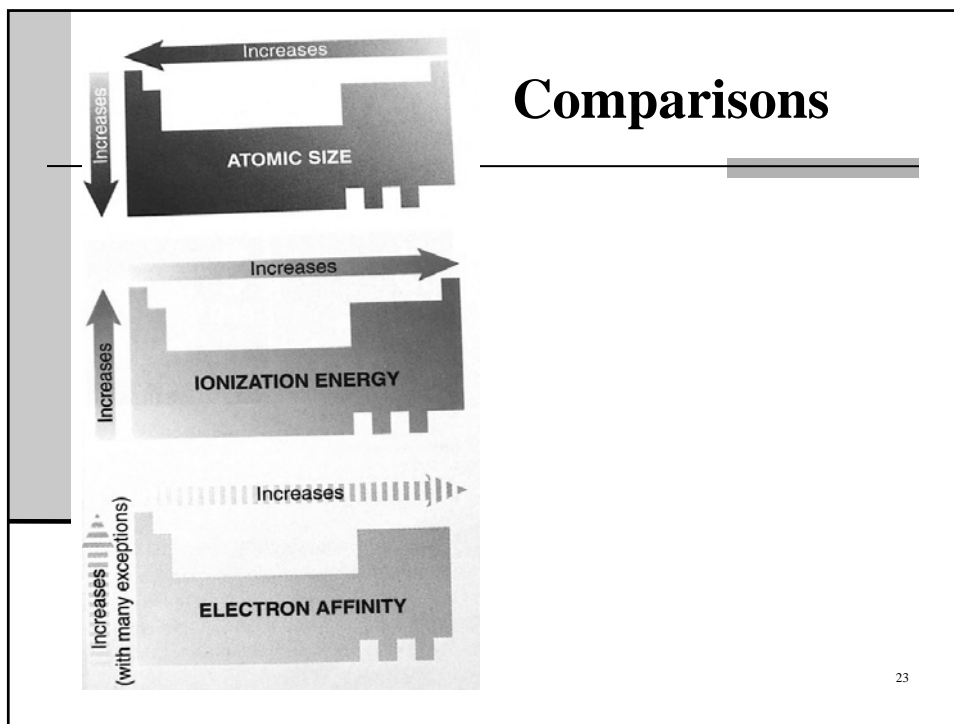 Comparisons
Increases
Increases
ATOMIC SIZE
Increases
Increases
IONIZATION ENERGY
Increases
Increases
(with many exceptions)
ELECTRON AFFINITY
23